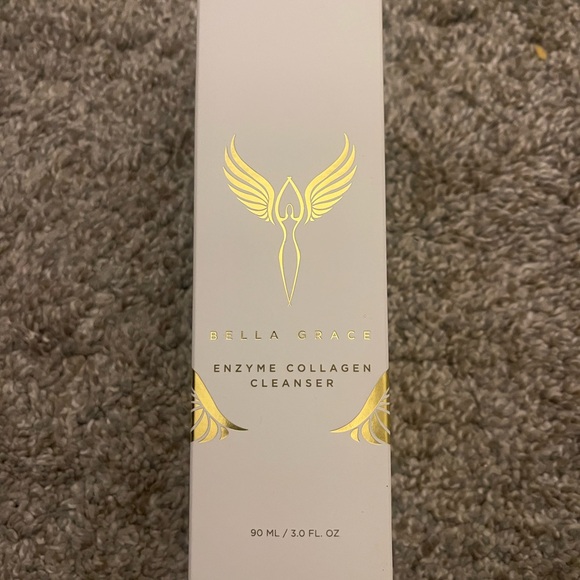 BELLA GRACE
ENZYME COLLAGEN
CLEANSER
90 ML / 3.0 FL. OZ